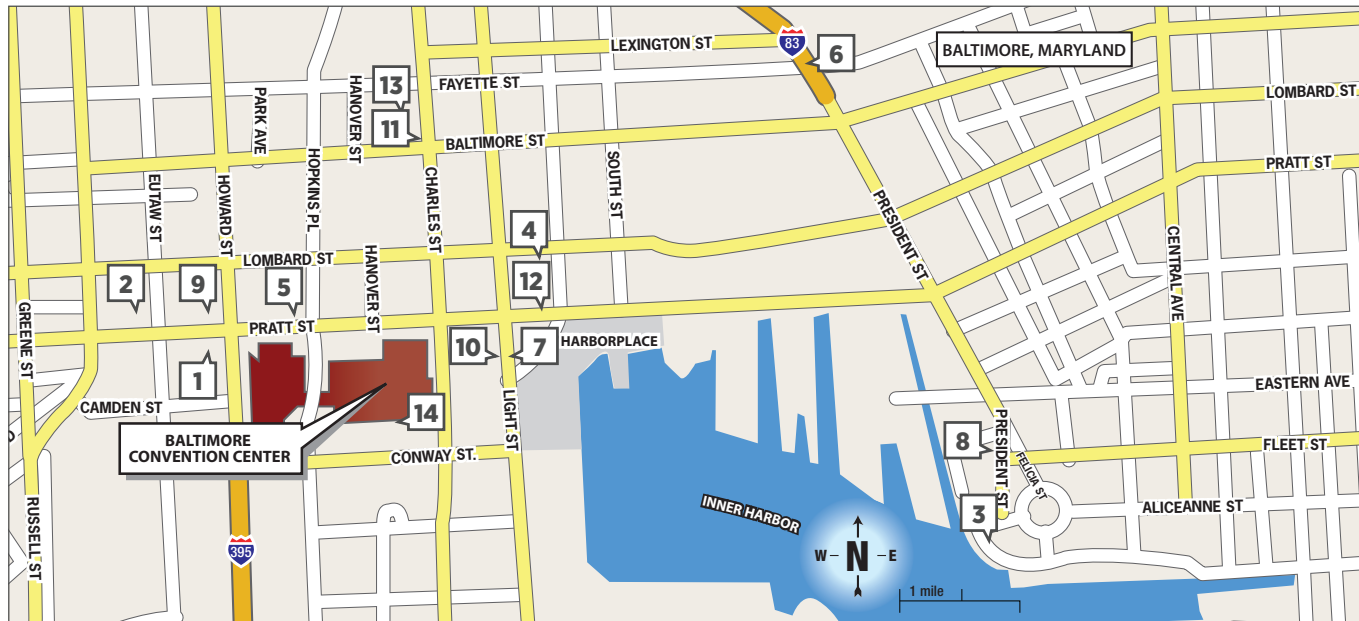 LEXINGTON ST
83
6
BALTIMORE, MARYLAND
FAYETTE ST
13
PARK AVE
HANOVER ST
LOMBARD ST
11
BALTIMORE ST
HOPKINS PL
PRATT ST
SOUTH ST
EUTAW ST
HOWARD ST
CHARLES ST
PRESIDENT ST
4
CENTRAL AVE
LOMBARD ST
HANOVER ST
2
9
5
12
GREENE ST
PRATT ST
10
7
HARBORPLACE
1
EASTERN AVE
CAMDEN ST
14
LIGHT ST
BALTIMORE
CONVENTION CENTER
CONWAY ST.
8
PRESIDENT ST
FELICIA ST
FLEET ST
RUSSELL ST
INNER HARBOR
3
ALICEANNE ST
395
W N E
1 mile